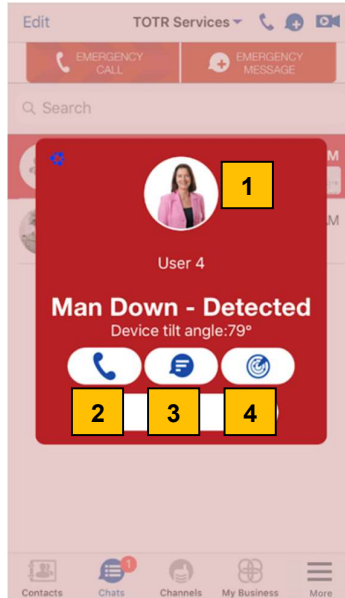 Edit
TOTR Services
EMERGENCY
CALL
EMERGENCY
MESSAGE
Search
M
1
M
User 4
Man Down - Detected
Device tilt angle:79°
2
3
4
1
Contacts
Chats
Channels
My Business
More